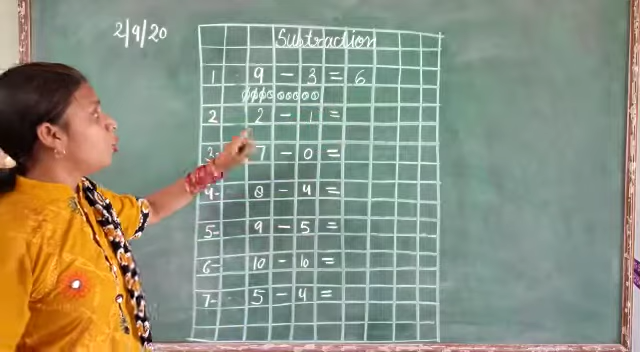 2/9/20
Subtraction
1 . 9 - 3 = 6
2 2 - 1 =
3- 7 - 0 =
4- 8 - 4 =
5- 9 - 5 =
6- 10 - 10 =
7- 5 - 4 =